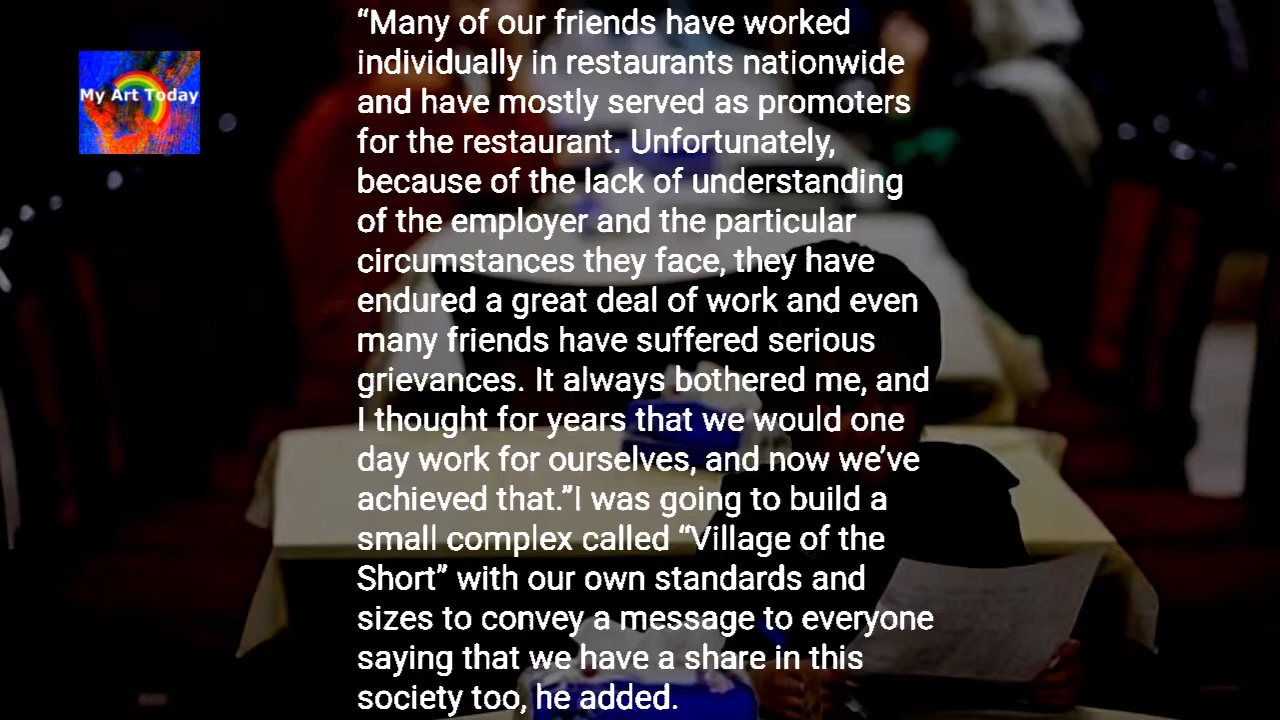 “Many of our friends have worked
individually in restaurants nationwide
and have mostly served as promoters
for the restaurant. Unfortunately,
because of the lack of understanding
of the employer and the particular
circumstances they face, they have
endured a great deal of work and even
many friends have suffered serious
grievances. It always bothered me, and
I thought for years that we would one
day work for ourselves, and now we’ve
achieved that.”I was going to build a
small complex called “Village of the
Short” with our own standards and
sizes to convey a message to everyone
saying that we have a share in this
society too, he added.
My Art Today